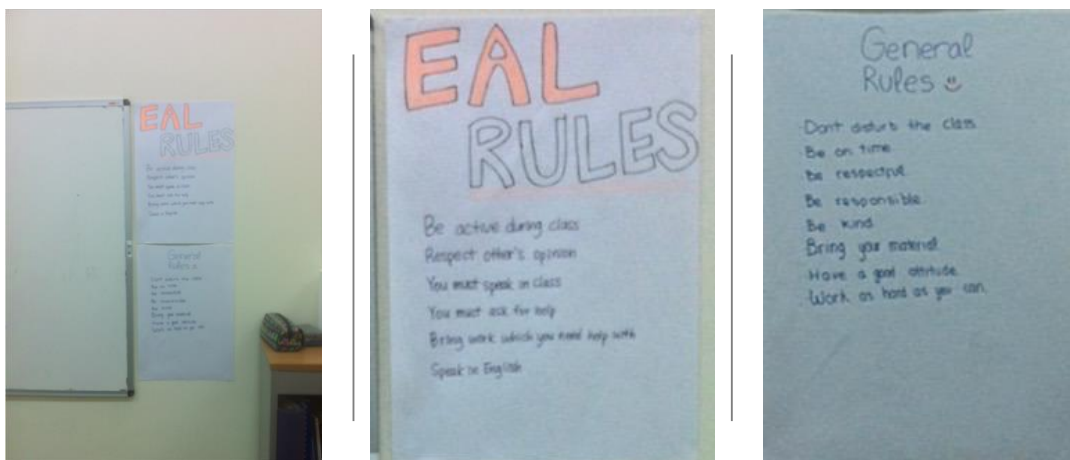 EAL
RULES
Be active during class
Respect other's opinion
You must speak in class
You must ask for help
Bring work which you need help with
Speak in English
General
Rules
Don't disturb the class.
Be on time
Be respectful.
Be responsible.
Be kind
Bring your material.
Have a good attitude.
Work as hard as you can.